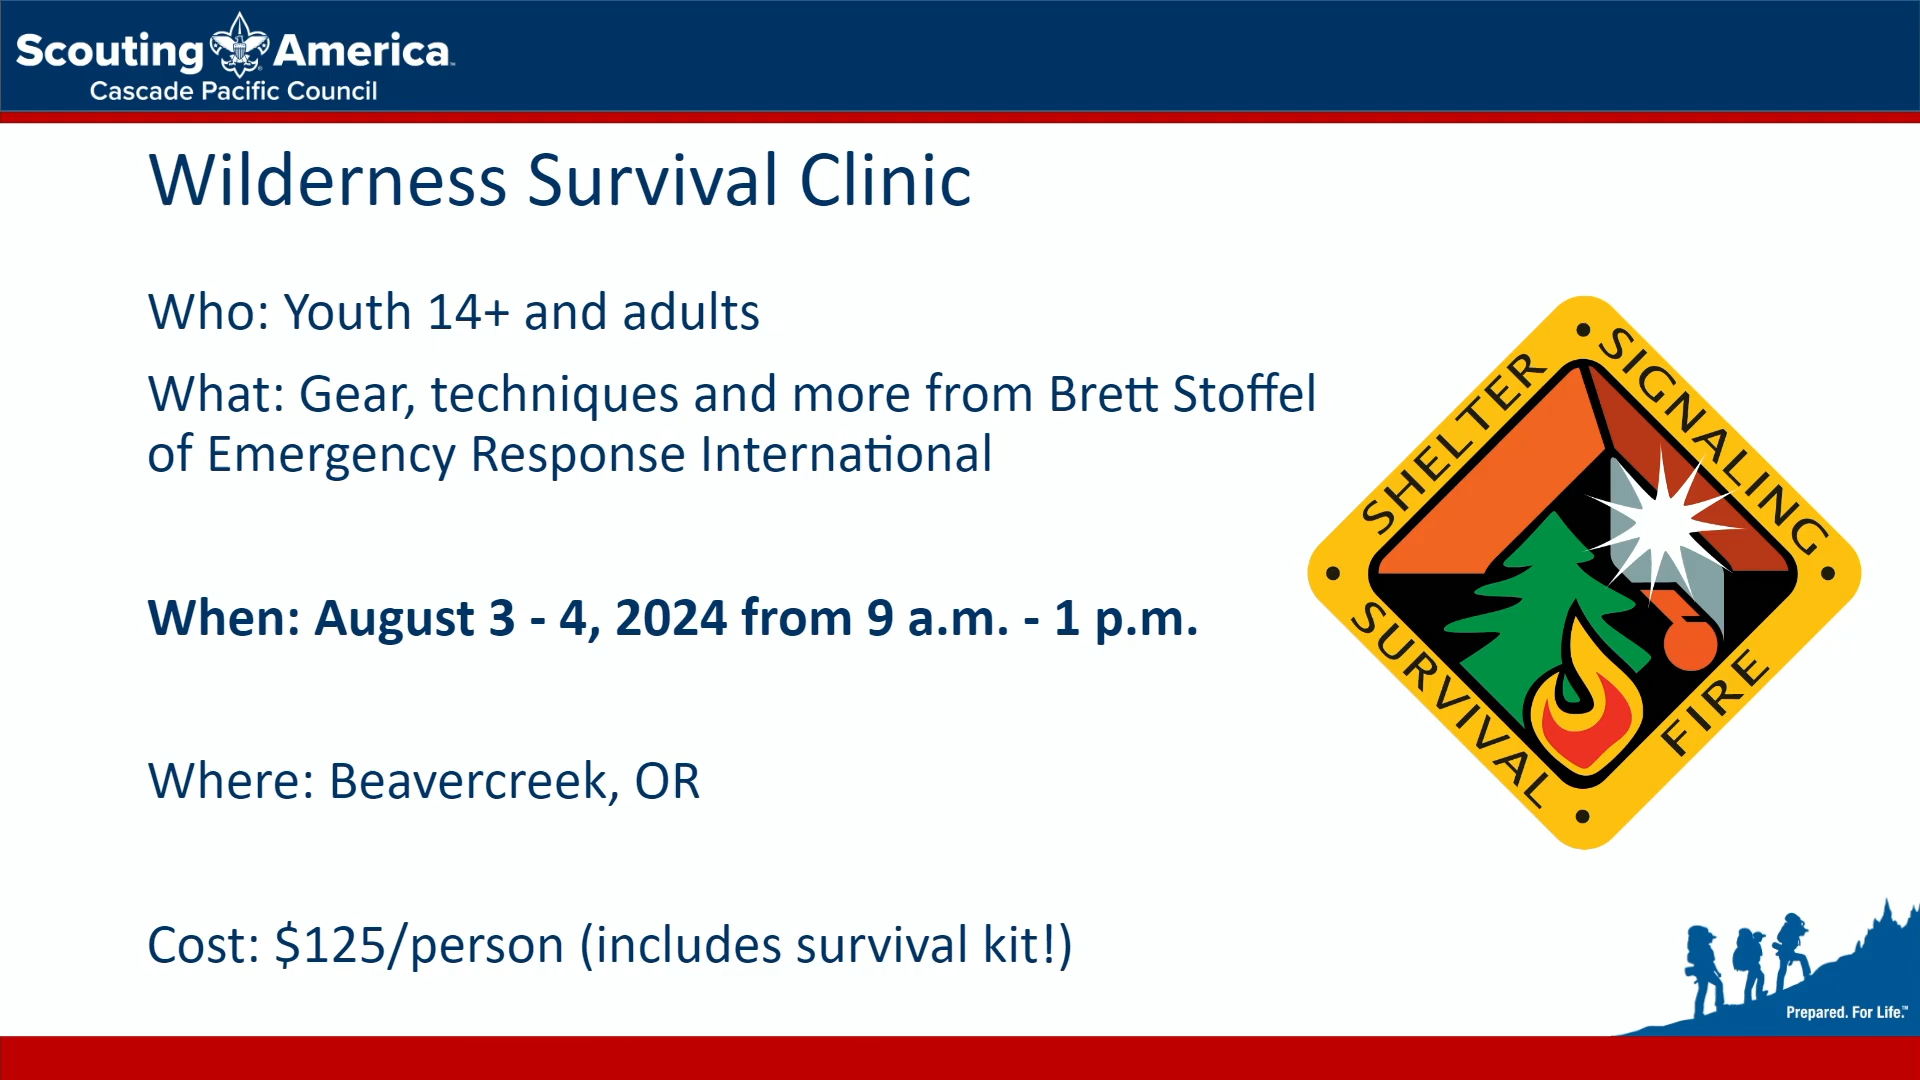 Scouting America
Cascade Pacific Council
Wilderness Survival Clinic
Who: Youth 14+ and adults
What: Gear, techniques and more from Brett Stoffel
of Emergency Response International
When: August 3 - 4, 2024 from 9 a.m. - 1 p.m.
Where: Beavercreek, OR
Cost: $125/person (includes survival kit!)
SHELTER
SIGNALING
SURVIVAL
FIRE
Prepared. For Life.™